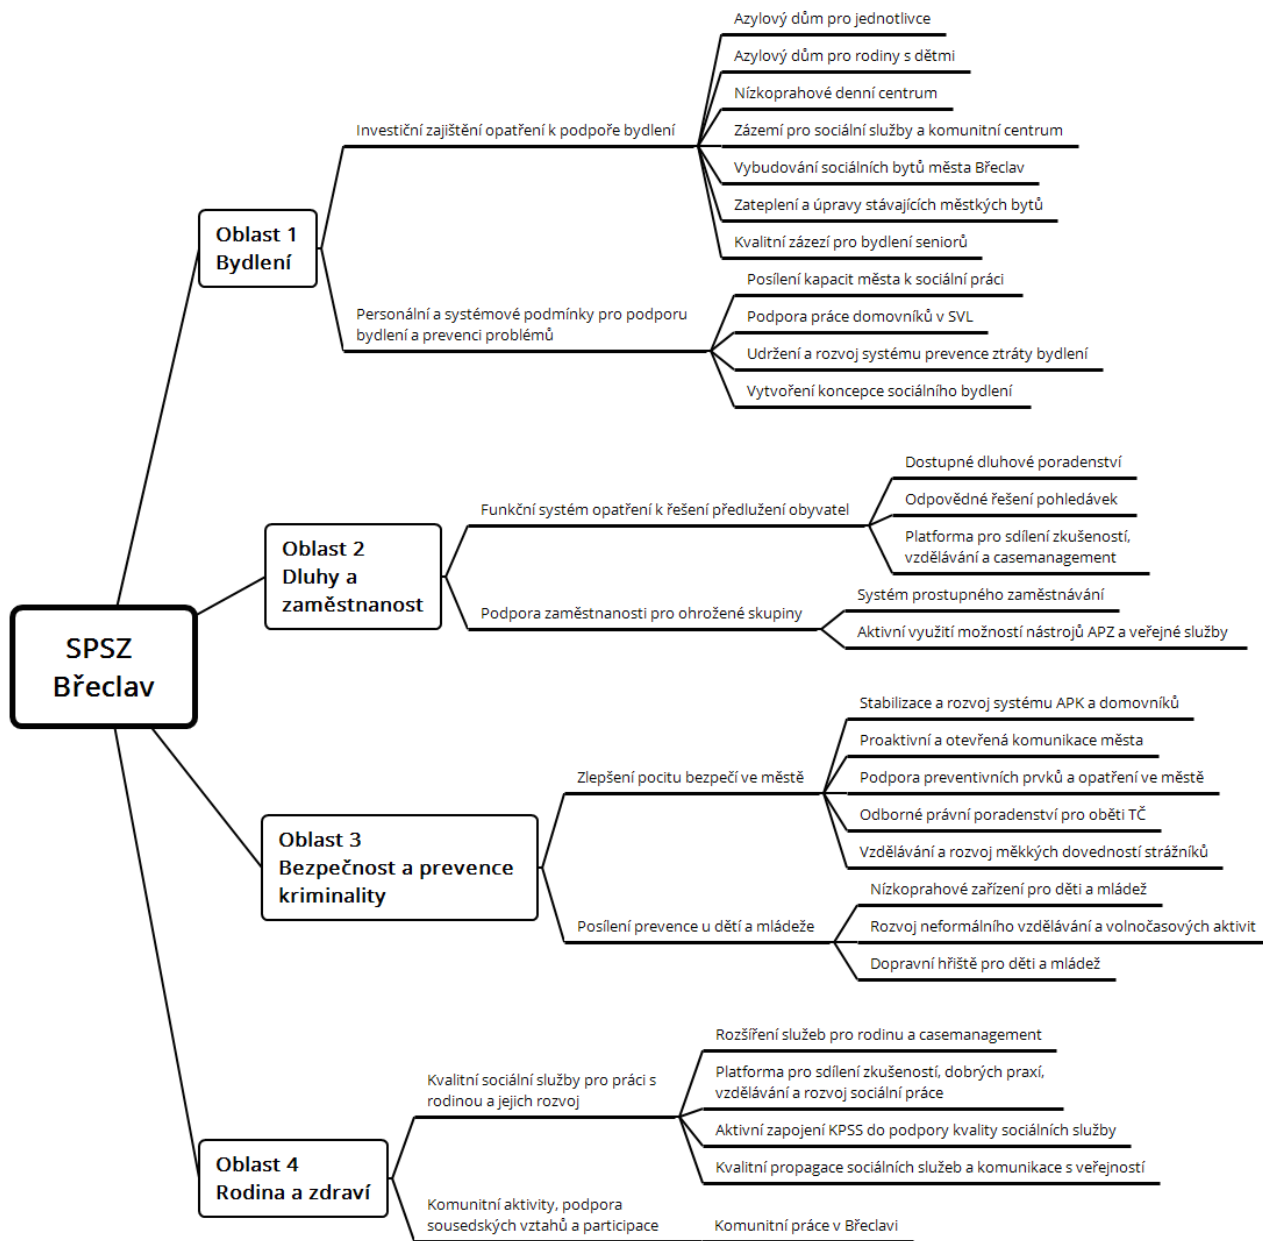 SPSZ
Břeclav
Oblast 1
Bydlení
Investiční zajištění opatření k podpoře bydlení
Azylový dům pro jednotlivce
Azylový dům pro rodiny s dětmi
Nízkoprahové denní centrum
Zázemí pro sociální služby a komunitní centrum
Vybudování sociálních bytů města Břeclav
Zateplení a úpravy stávajících městkých bytů
Kvalitní zázezí pro bydlení seniorů
Personální a systémové podmínky pro podporu
bydlení a prevenci problémů
Posílení kapacit města k sociální práci
Podpora práce domovníků v SVL
Udržení a rozvoj systému prevence ztráty bydlení
Vytvoření koncepce sociálního bydlení
Oblast 2
Dluhy a
zaměstnanost
Funkční systém opatření k řešení předlužení obyvatel
Dostupné dluhové poradenství
Odpovědné řešení pohledávek
Platforma pro sdílení zkušeností,
vzdělávání a casemanagement
Podpora zaměstnanosti pro ohrožené skupiny
Systém prostupného zaměstnávání
Aktivní využití možností nástrojů APZ a veřejné služby
Oblast 3
Bezpečnost a prevence
kriminality
Zlepšení pocitu bezpečí ve městě
Stabilizace a rozvoj systému APK a domovníků
Proaktivní a otevřená komunikace města
Podpora preventivních prvků a opatření ve městě
Odborné právní poradenství pro oběti TČ
Vzdělávání a rozvoj měkkých dovedností strážníků
Posílení prevence u dětí a mládeže
Nízkoprahové zařízení pro děti a mládež
Rozvoj neformálního vzdělávání a volnočasových aktivit
Dopravní hřiště pro děti a mládež
Oblast 4
Rodina a zdraví
Kvalitní sociální služby pro práci s
rodinou a jejich rozvoj
Rozšíření služeb pro rodinu a casemanagement
Platforma pro sdílení zkušeností, dobrých praxí,
vzdělávání a rozvoj sociální práce
Aktivní zapojení KPSS do podpory kvality sociálních služby
Kvalitní propagace sociálních služeb a komunikace s veřejností
Komunitní aktivity, podpora
sousedských vztahů a participace
Komunitní práce v Břeclavi